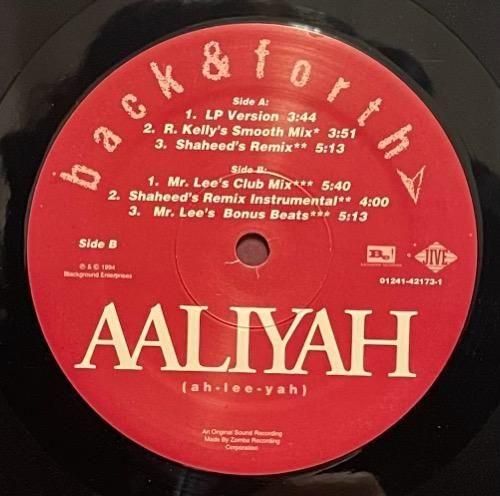 back&forth
Side A:
1. LP Version 3:44
2. R. Kelly's Smooth Mix* 3:51
3. Shaheed's Remix** 5:13
Side B:
1. Mr. Lee's Club Mix*** 5:40
2. Shaheed's Remix Instrumental** 4:00
3. Mr. Lee's Bonus Beats*** 5:13
Side B
℗ & © 1994
Blackground Enterprises
JIVE
01241-42173-1
AALIYAH
(ah-lee-yah)
An Original Sound Recording
Made By Zomba Recording
Corporation